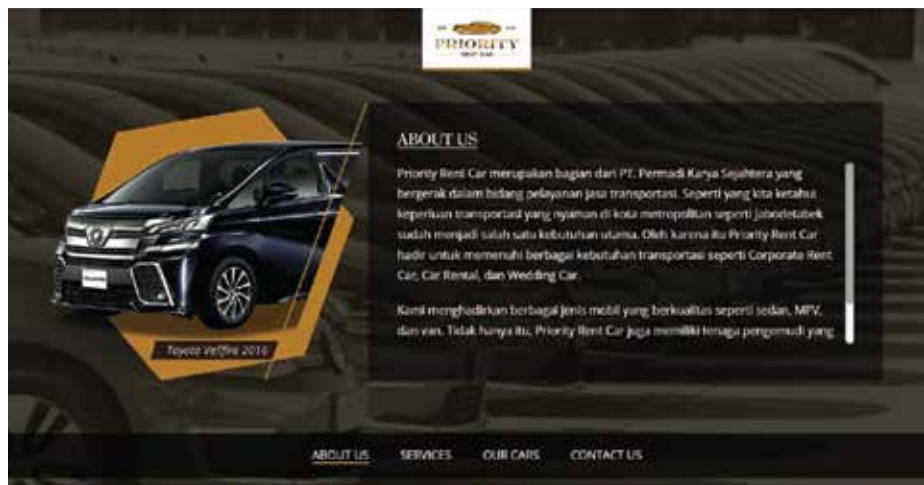 PRIORITY
RENT CAR
ABOUT US
Priority Rent Car merupakan bagian dari PT. Permadi Karya Sejahtera yang
bergerak dalam bidang pelayanan jasa transportasi. Seperti yang kita ketahui
keperluan transportasi yang nyaman di kota metropolitan seperti Jabodetabek
sudah menjadi salah satu kebutuhan utama. Oleh karena itu Priority Rent Car
hadir untuk memenuhi berbagai kebutuhan transportasi seperti Corporate Rent
Car, Car Rental, dan Wedding Car.
Kami menghadirkan berbagai jenis mobil yang berkualitas seperti sedan, MPV,
dan van. Tidak hanya itu, Priority Rent Car juga memiliki tenaga pengemudi yang
Toyota Vellfire 2016
ABOUT US SERVICES OUR CARS CONTACT US